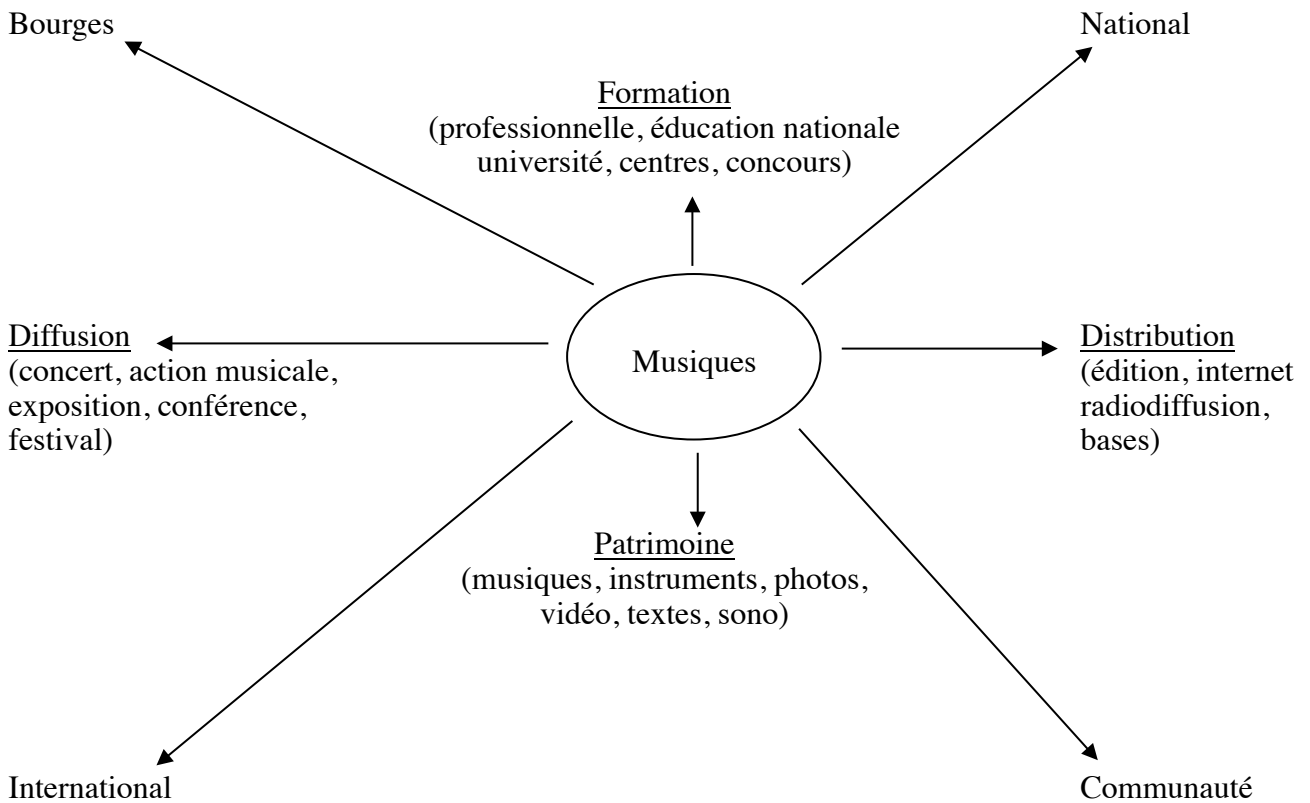 Bourges
National
Formation
(professionnelle, éducation nationale
université, centres, concours)
Diffusion
(concert, action musicale,
exposition, conférence,
festival)
Musiques
Distribution
(édition, internet
radiodiffusion,
bases)
Patrimoine
(musiques, instruments, photos,
vidéo, textes, sono)
International
Communauté